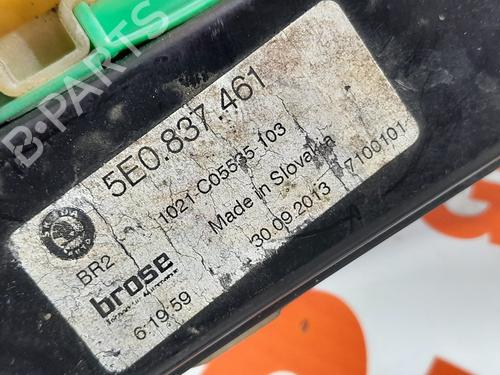 B-PARTS
5E0.837.461
1021-C05535-103
Made in Slovakia
BR2
30.09.2013 7100101
brose
6:19:59
SKODA